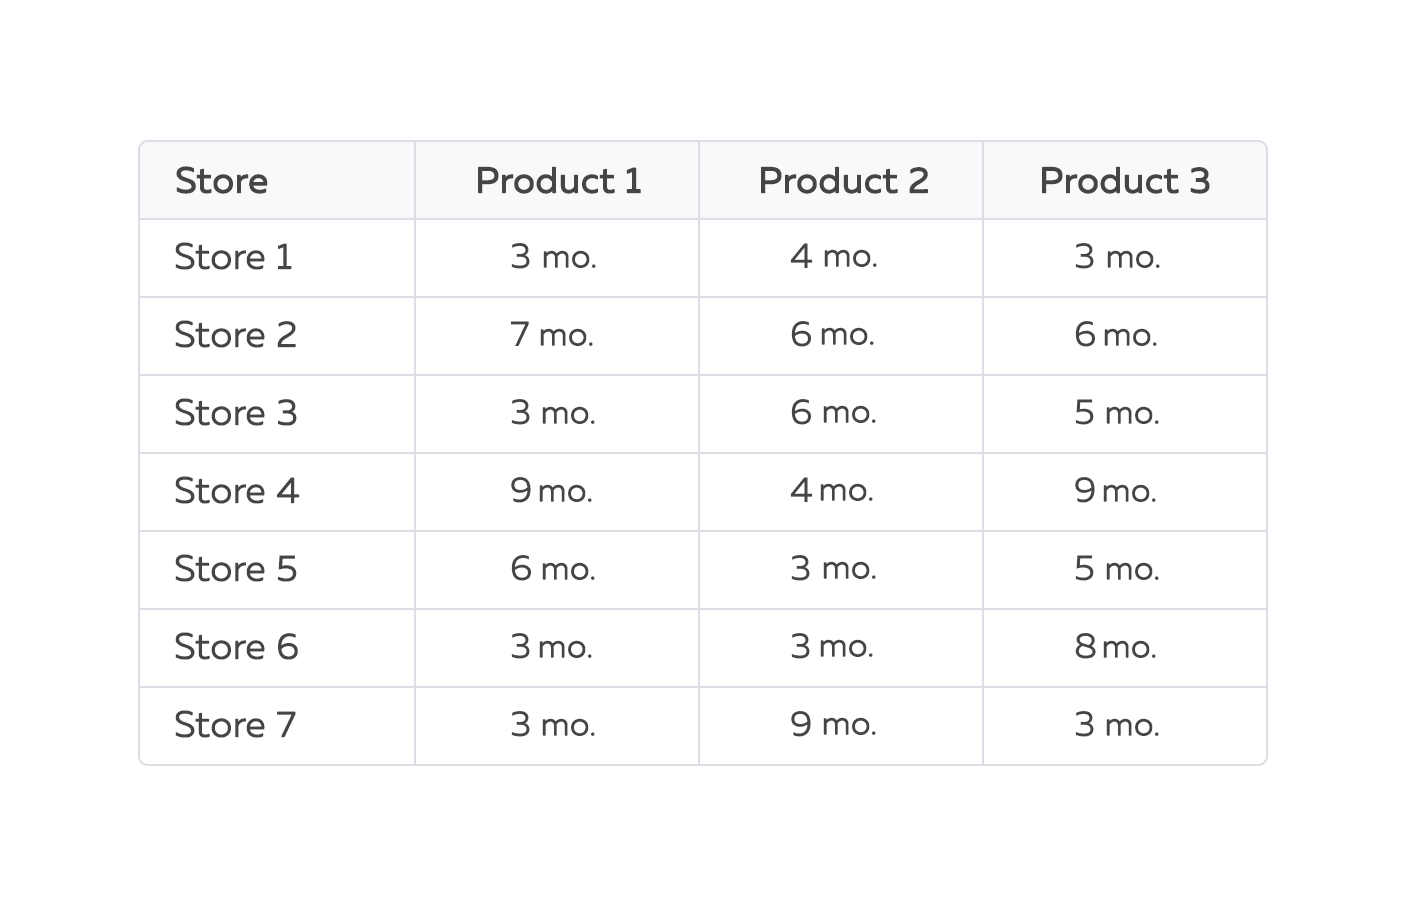 Store Product 1 Product 2 Product 3
Store 1 3 mo. 4 mo. 3 mo.
Store 2 7 mo. 6 mo. 6 mo.
Store 3 3 mo. 6 mo. 5 mo.
Store 4 9 mo. 4 mo. 9 mo.
Store 5 6 mo. 3 mo. 5 mo.
Store 6 3 mo. 3 mo. 8 mo.
Store 7 3 mo. 9 mo. 3 mo.